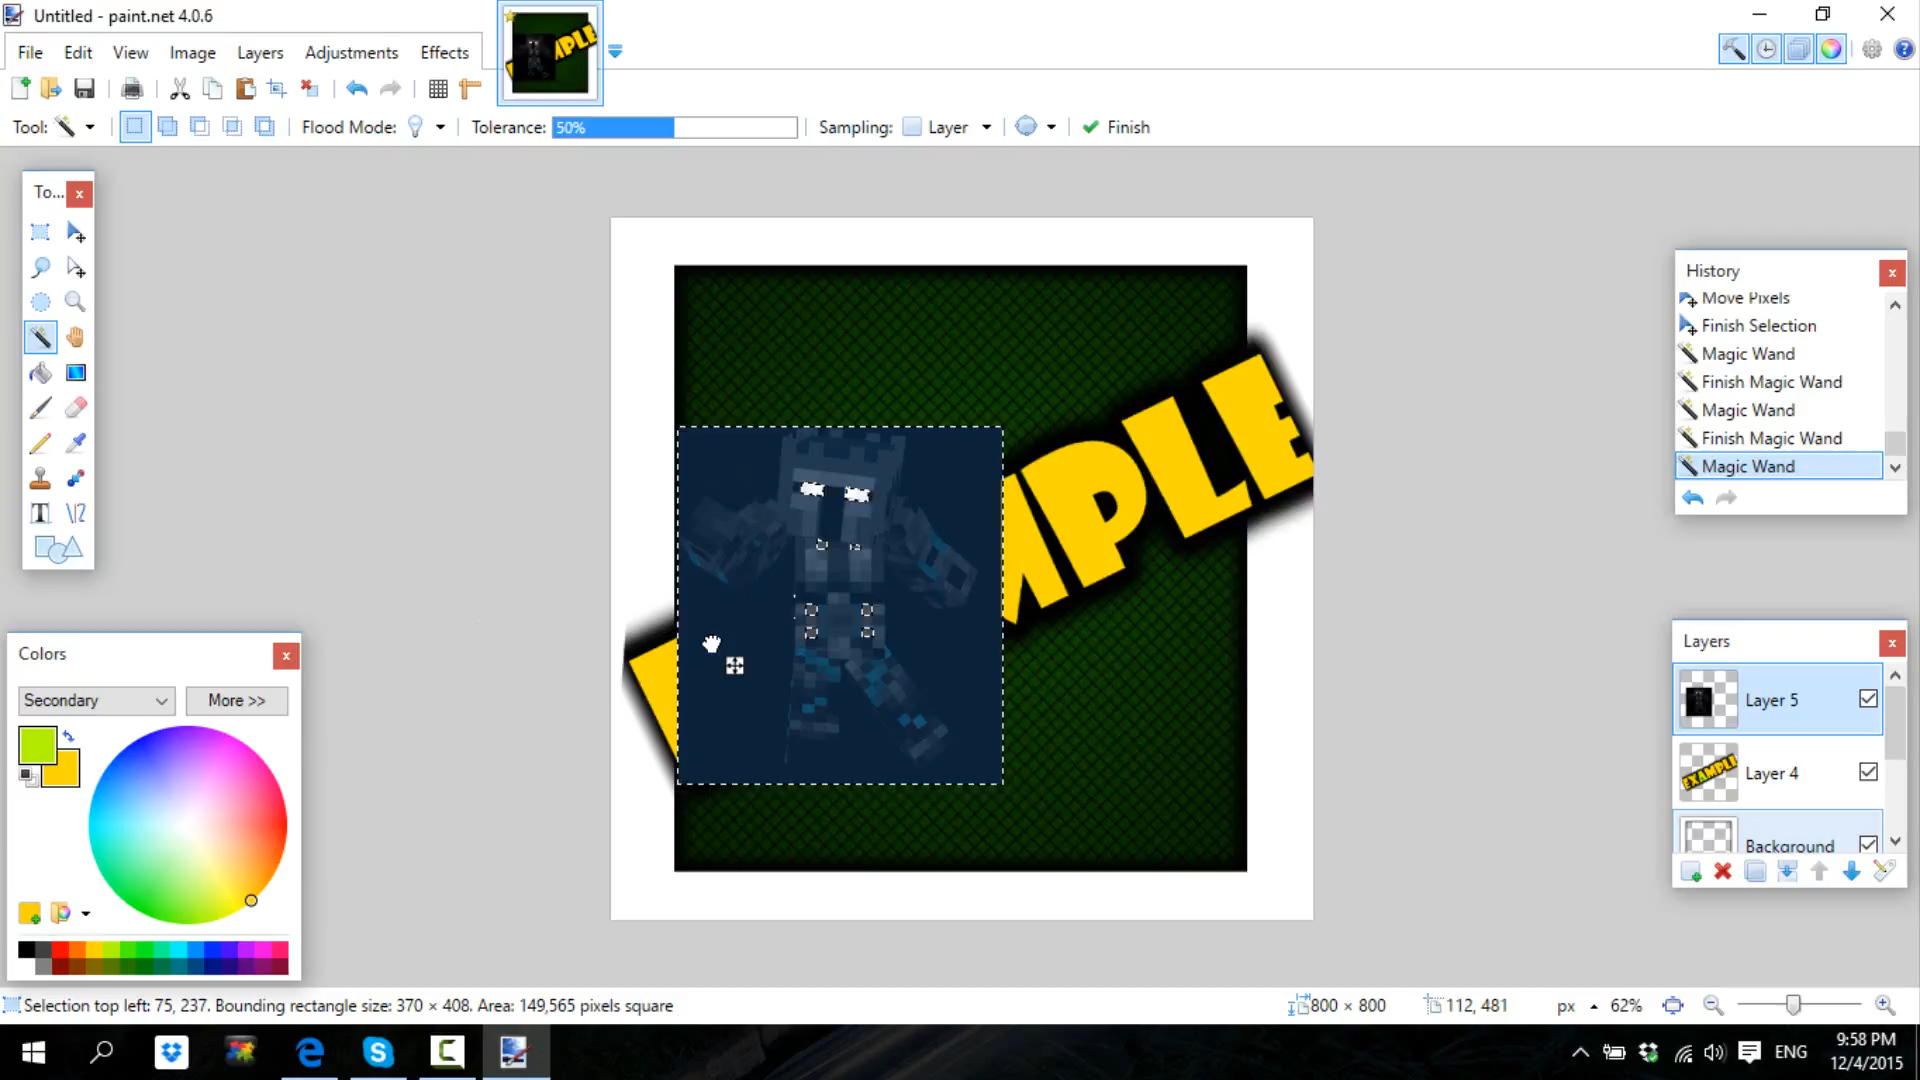 Untitled - paint.net 4.0.6
File Edit View Image Layers Adjustments Effects
Tool: Flood Mode: Tolerance: 50% Sampling: Layer Finish
To...
History
Move Pixels
Finish Selection
Magic Wand
Finish Magic Wand
Magic Wand
Finish Magic Wand
Magic Wand
MPLE
Colors
Secondary
More >>
Layers
Layer 5
EXAMPLE
Layer 4
Background
Selection top left: 75, 237. Bounding rectangle size: 370 × 408. Area: 149,565 pixels square
800 × 800
112, 481
px
62%
ENG
9:58 PM
12/4/2015